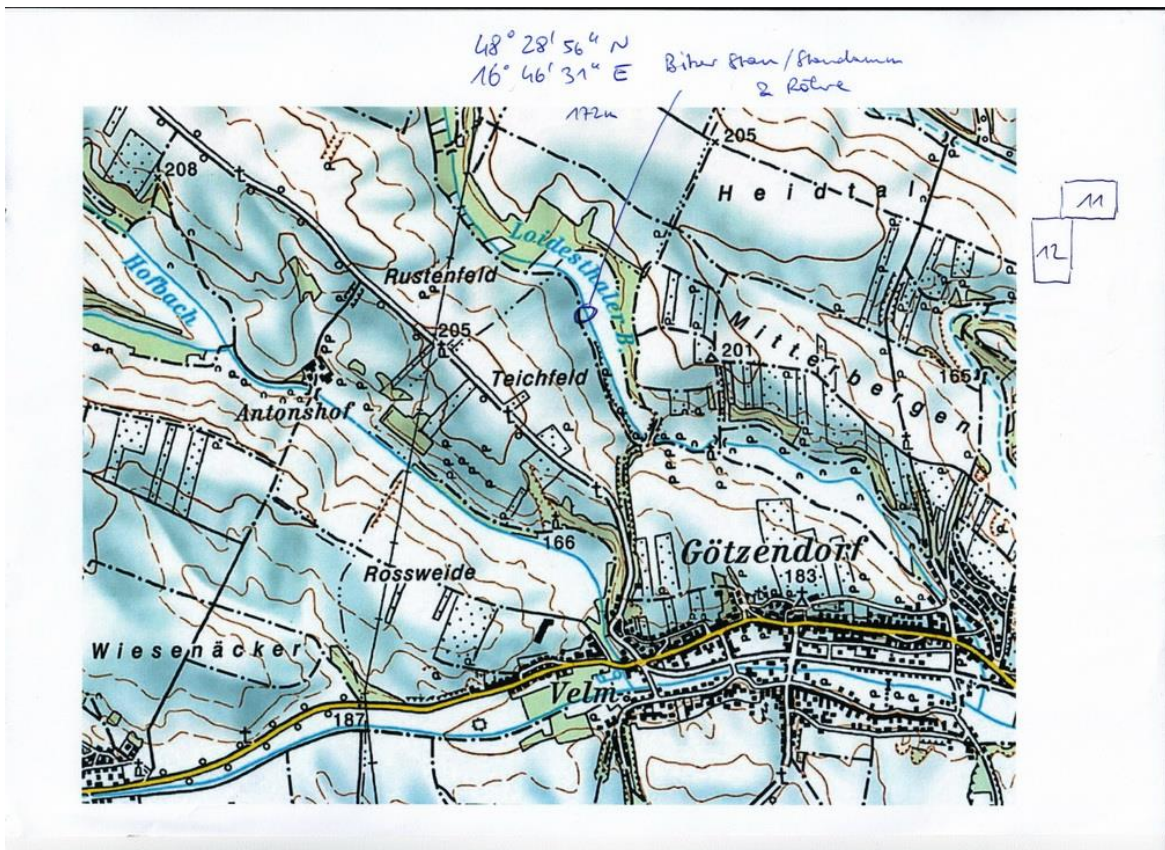 48° 28' 56" N
16° 46' 31" E
172m
Biber Stau/Staudamm
& Röhre
11
12
205
208
Heidtal
Hofbach
Loidesthaler-B
Rustenfeld
205
Mitterbergen
201
165
Teichfeld
Antonshof
166
Götzendorf
183
Rossweide
Wiesenäcker
Velm
187